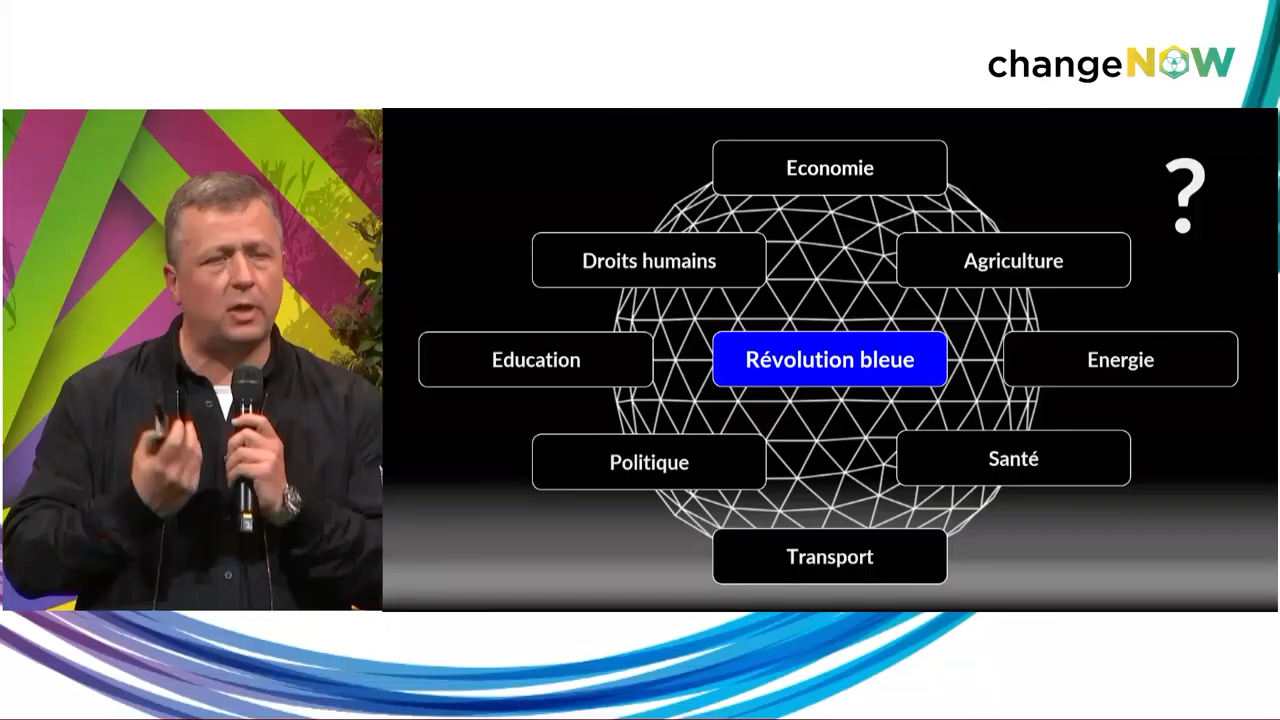 changeNOW
Economie
?
Droits humains
Agriculture
Education
Révolution bleue
Energie
Politique
Santé
Transport